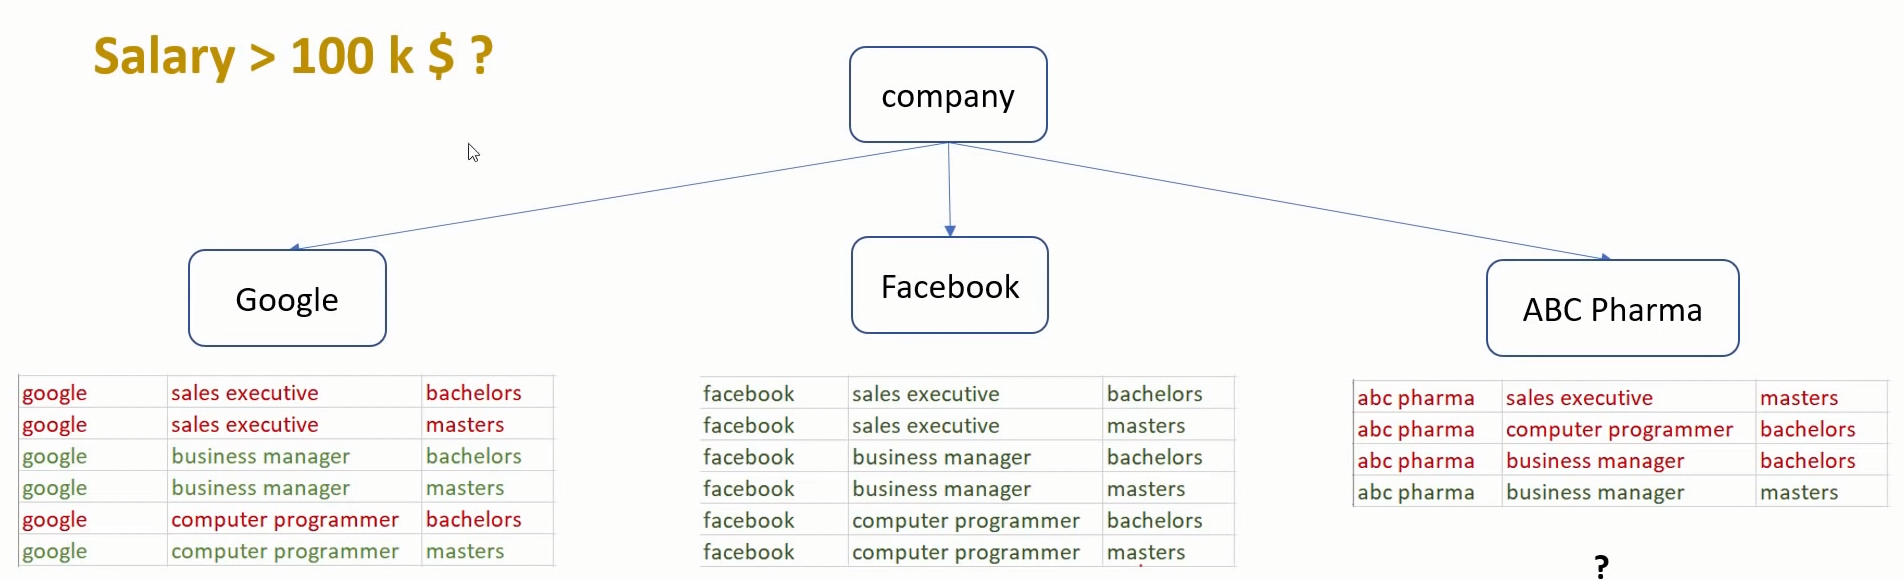 Salary > 100 k $ ?
company
Google
Facebook
ABC Pharma
google sales executive bachelors
google sales executive masters
google business manager bachelors
google business manager masters
google computer programmer bachelors
google computer programmer masters
facebook sales executive bachelors
facebook sales executive masters
facebook business manager bachelors
facebook business manager masters
facebook computer programmer bachelors
facebook computer programmer masters
abc pharma sales executive masters
abc pharma computer programmer bachelors
abc pharma business manager bachelors
abc pharma business manager masters
?